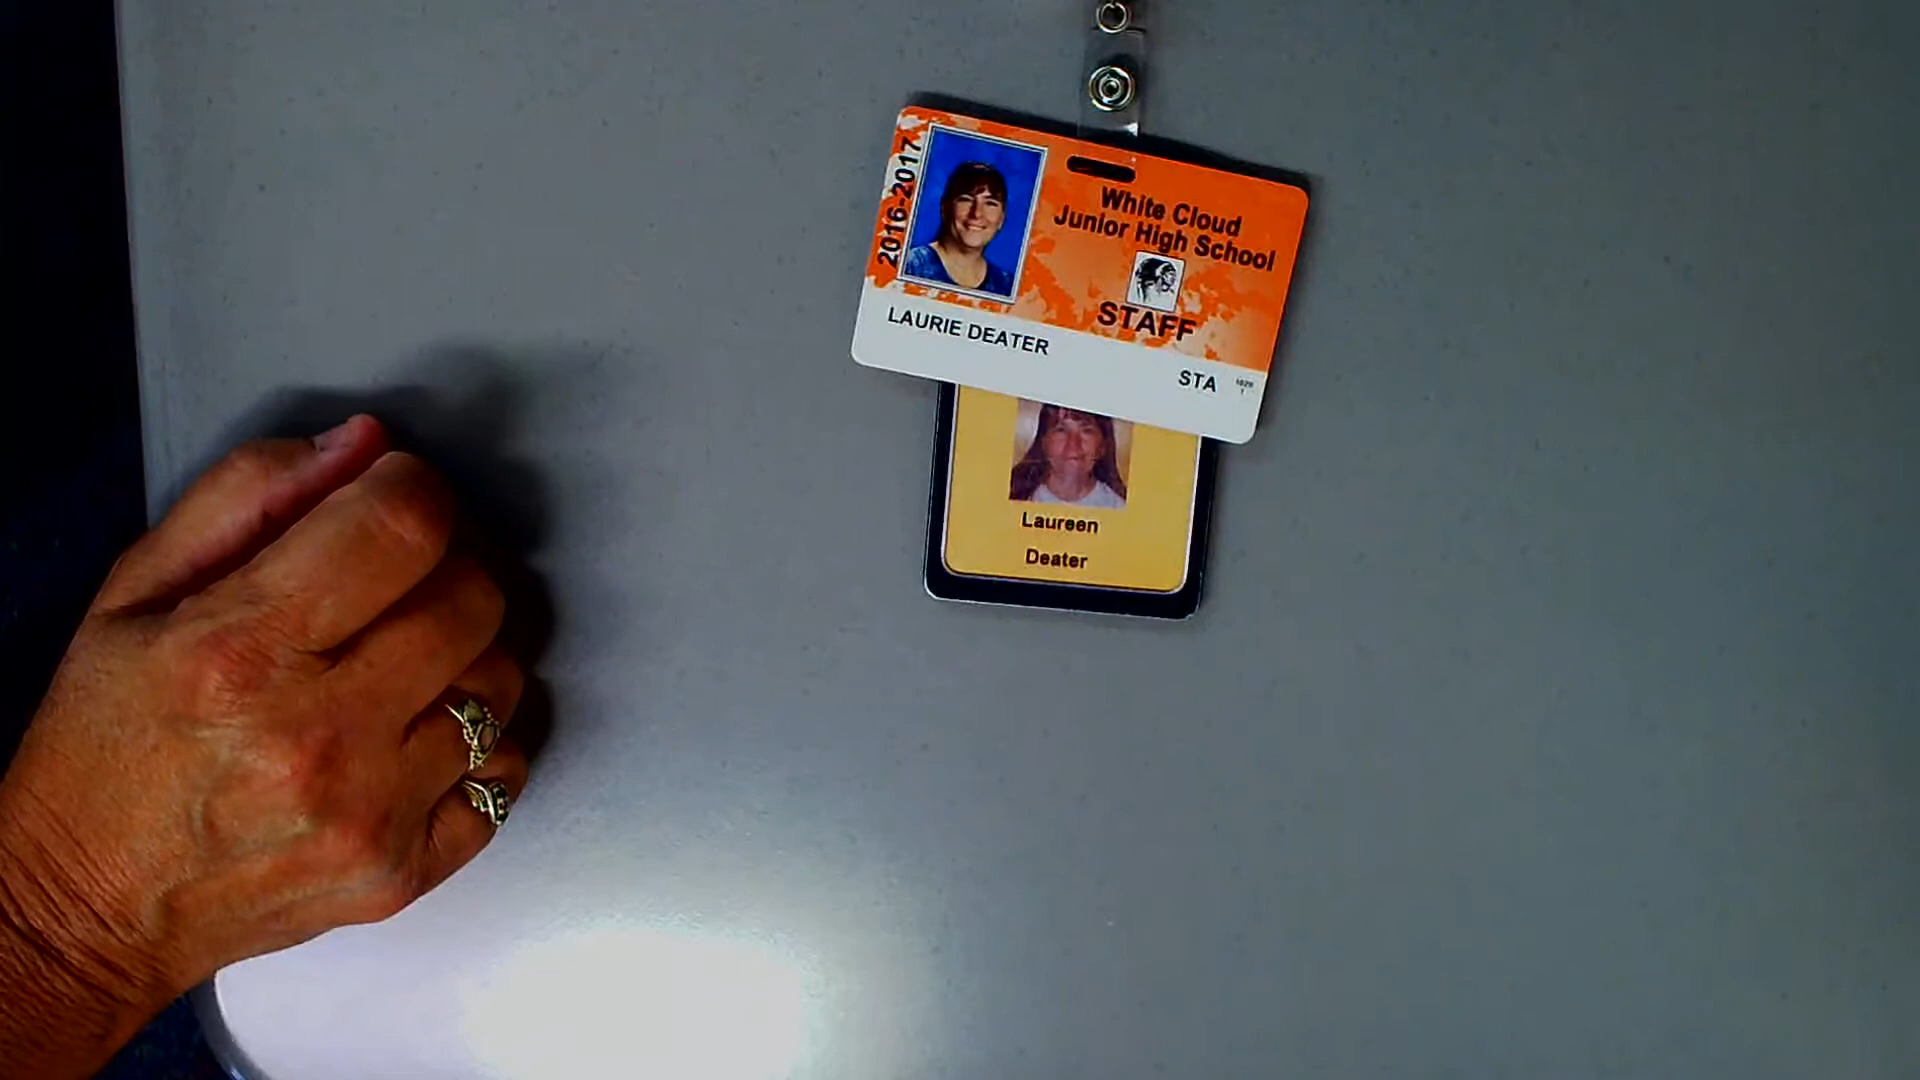 2016-2017
White Cloud
Junior High School
STAFF
LAURIE DEATER
STA
Laureen
Deater